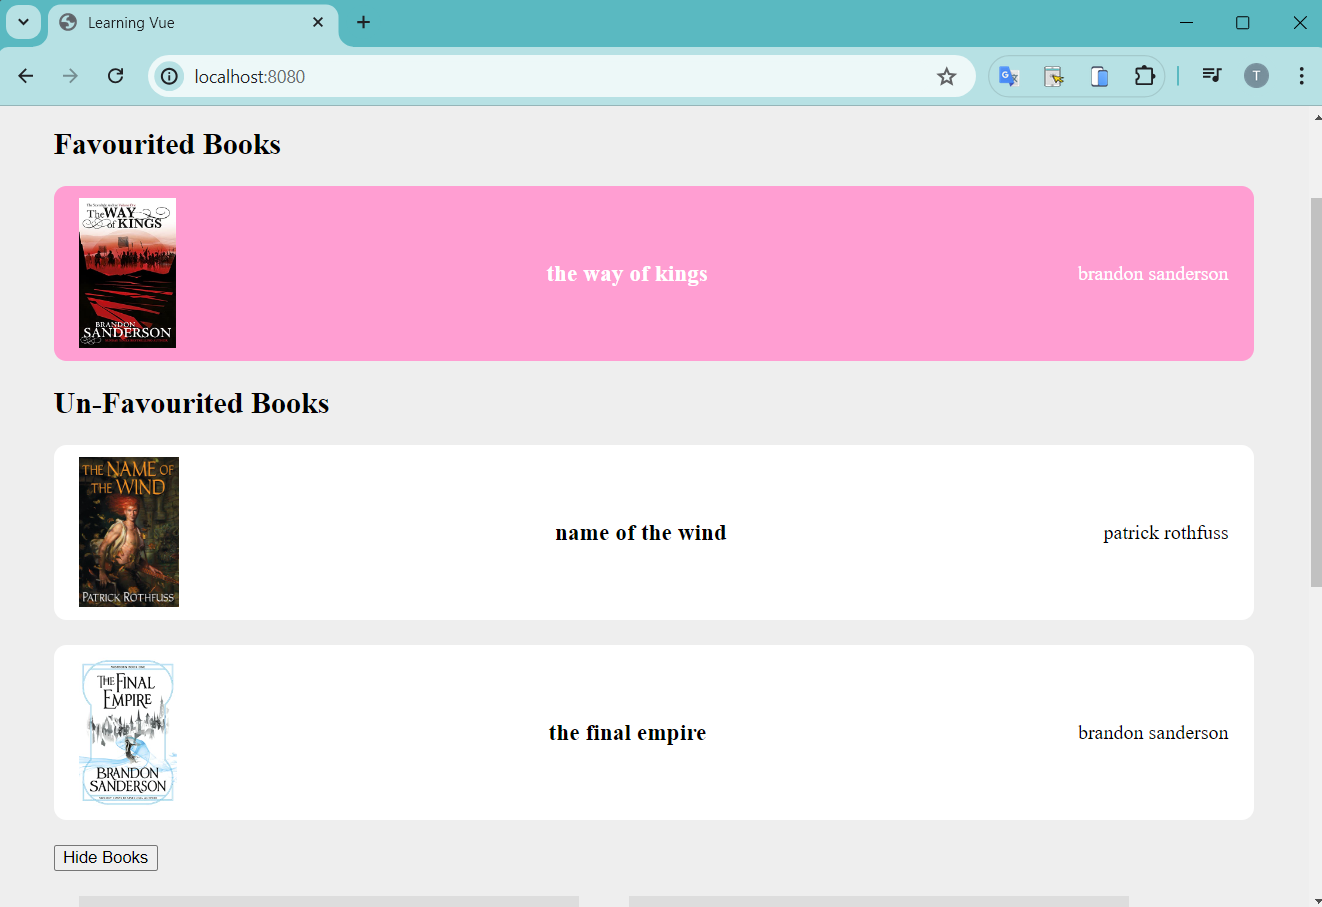 Learning Vue
localhost:8080
T
Favourited Books
The WAY
of KINGS
BRANDON
SANDERSON
the way of kings
brandon sanderson
Un-Favourited Books
THE NAME OF
THE WIND
PATRICK ROTHFUSS
name of the wind
patrick rothfuss
THE FINAL
EMPIRE
BRANDON
SANDERSON
the final empire
brandon sanderson
Hide Books